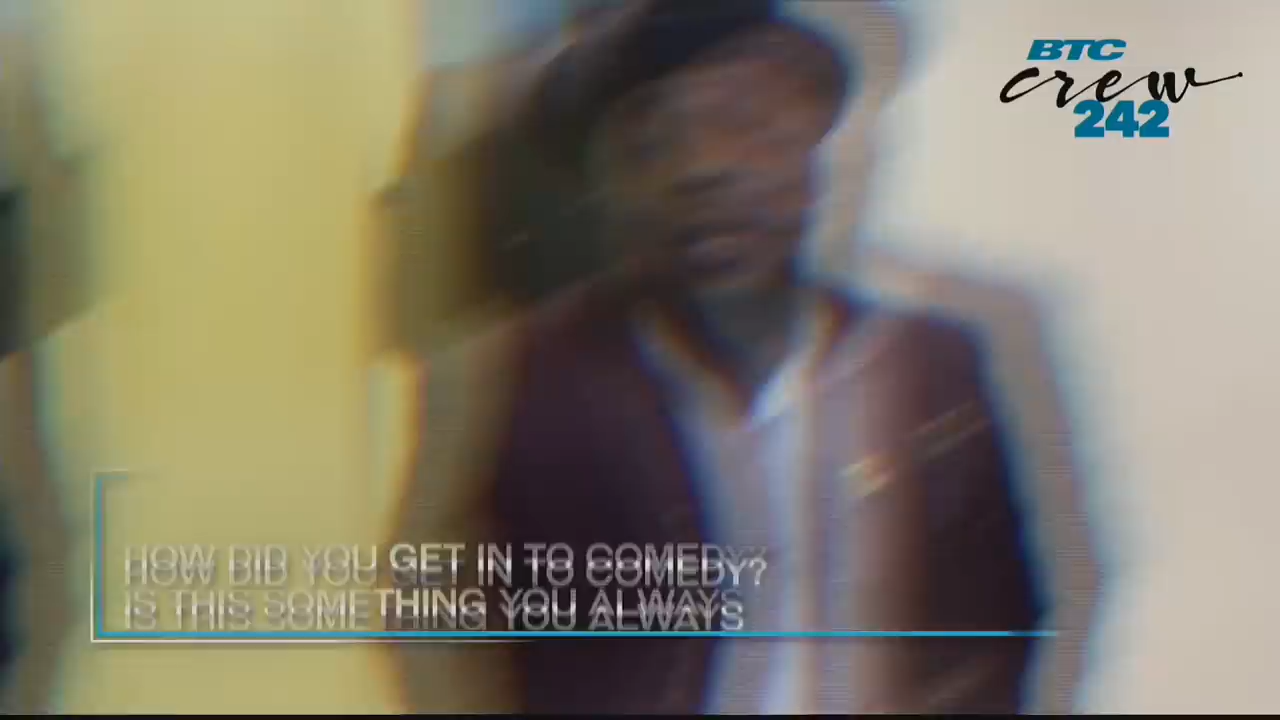 BTC
crew
242
HOW DID YOU GET IN TO COMEDY?
IS THIS SOMETHING YOU ALWAYS